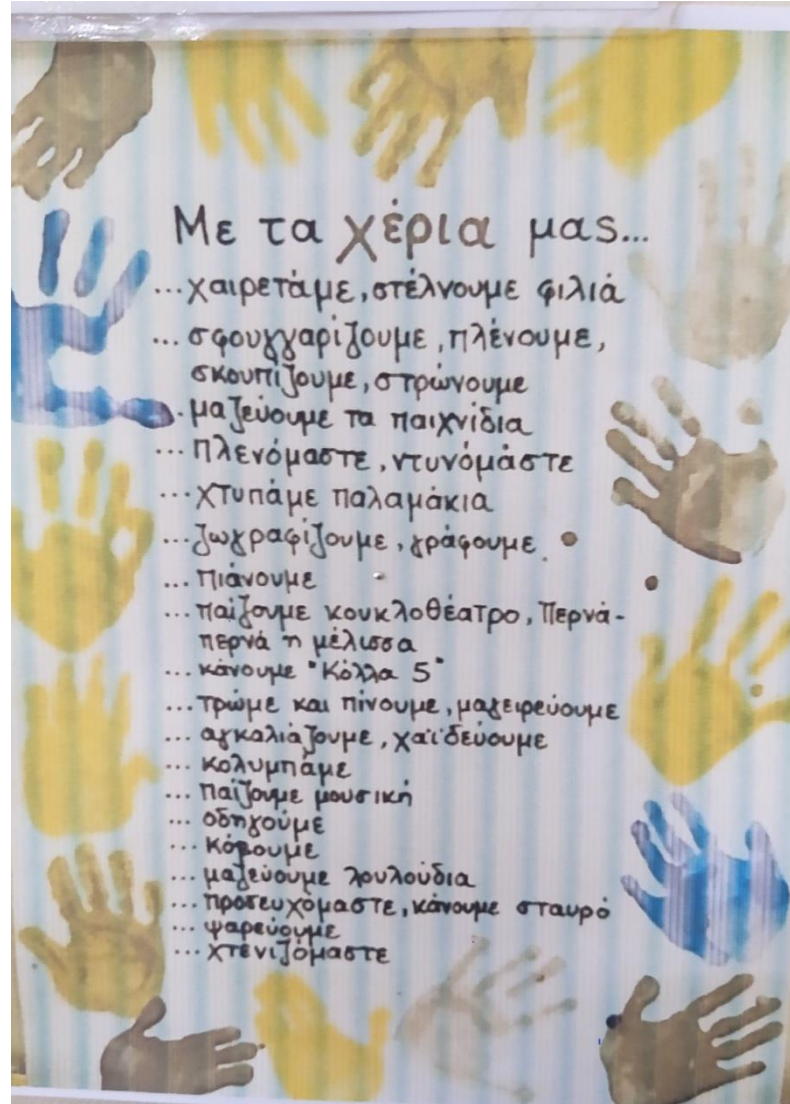 Με τα χέρια μας...
...χαιρετάμε, στέλνουμε φιλιά
...σφουγγαρίζουμε, πλένουμε,
σκουπίζουμε, στρώνουμε
.μαζεύουμε τα παιχνίδια
...πλενόμαστε, ντυνόμάστε
...χτυπάμε παλαμάκια
...ζωγραφίζουμε, γράφουμε.
...πιάνουμε
...παίζουμε κουκλοθέατρο, Περνά-
περνά η μέλισσα
...κάνουμε "Κόλλα 5"
...τρώμε και πίνουμε, μαγειρεύουμε
...αγκαλιάζουμε, χαϊδεύουμε
...κολυμπάμε
...παίζουμε μουσική
...οδηγούμε
...κόβουμε
...μαζεύουμε λουλούδια
...προσευχόμαστε, κάνουμε σταυρό
...ψαρεύουμε
...χτενιζόμαστε